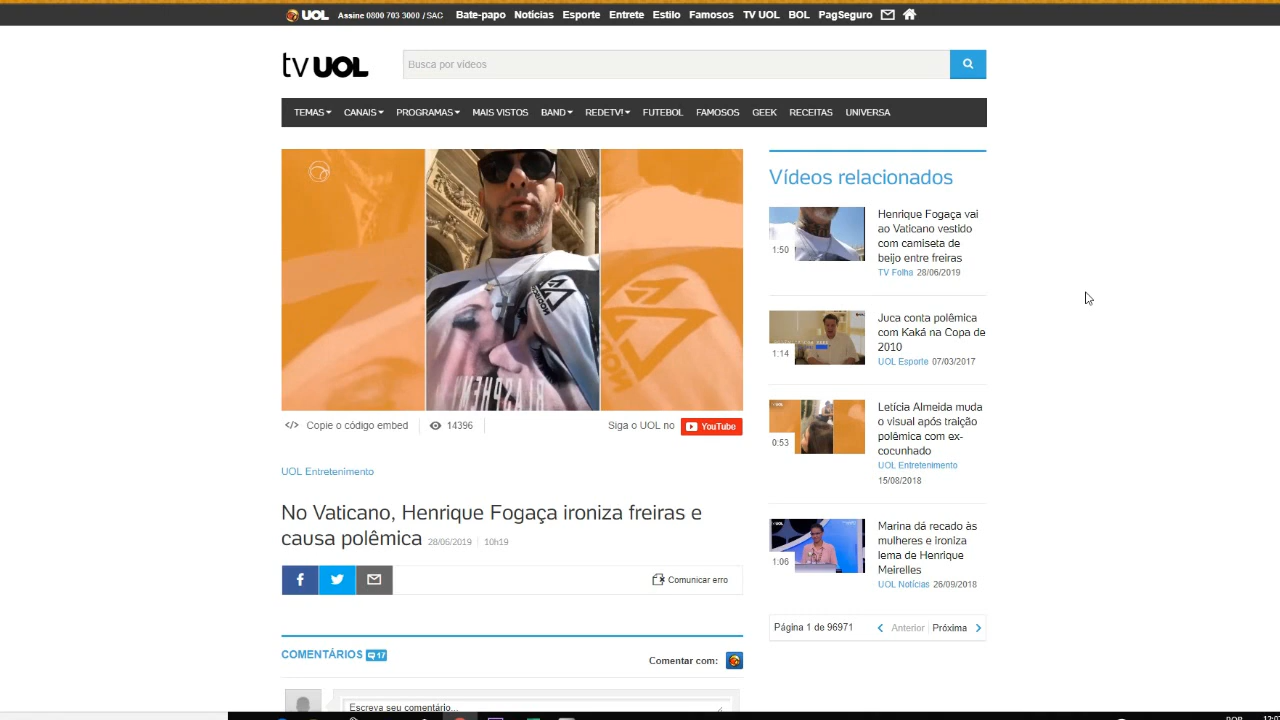 UOL Assine 0800 703 3000 / SAC Bate-papo Notícias Esporte Entrete Estilo Famosos TV UOL BOL PagSeguro
tv UOL
Busca por vídeos
TEMAS CANAIS PROGRAMAS MAIS VISTOS BAND REDETV! FUTEBOL FAMOSOS GEEK RECEITAS UNIVERSA
BLASPHEM
Copie o código embed 14396 Siga o UOL no YouTube
UOL Entretenimento
No Vaticano, Henrique Fogaça ironiza freiras e
causa polêmica 28/06/2019 10h19
Comunicar erro
COMENTÁRIOS 17
Comentar com:
Escreva seu comentário...
Vídeos relacionados
1:50
Henrique Fogaça vai
ao Vaticano vestido
com camiseta de
beijo entre freiras
TV Folha 28/06/2019
1:14
Juca conta polêmica
com Kaká na Copa de
2010
UOL Esporte 07/03/2017
0:53
Letícia Almeida muda
o visual após traição
polêmica com ex-
cocunhado
UOL Entretenimento
15/08/2018
1:06
Marina dá recado às
mulheres e ironiza
lema de Henrique
Meirelles
UOL Notícias 26/09/2018
Página 1 de 96971 Anterior Próxima